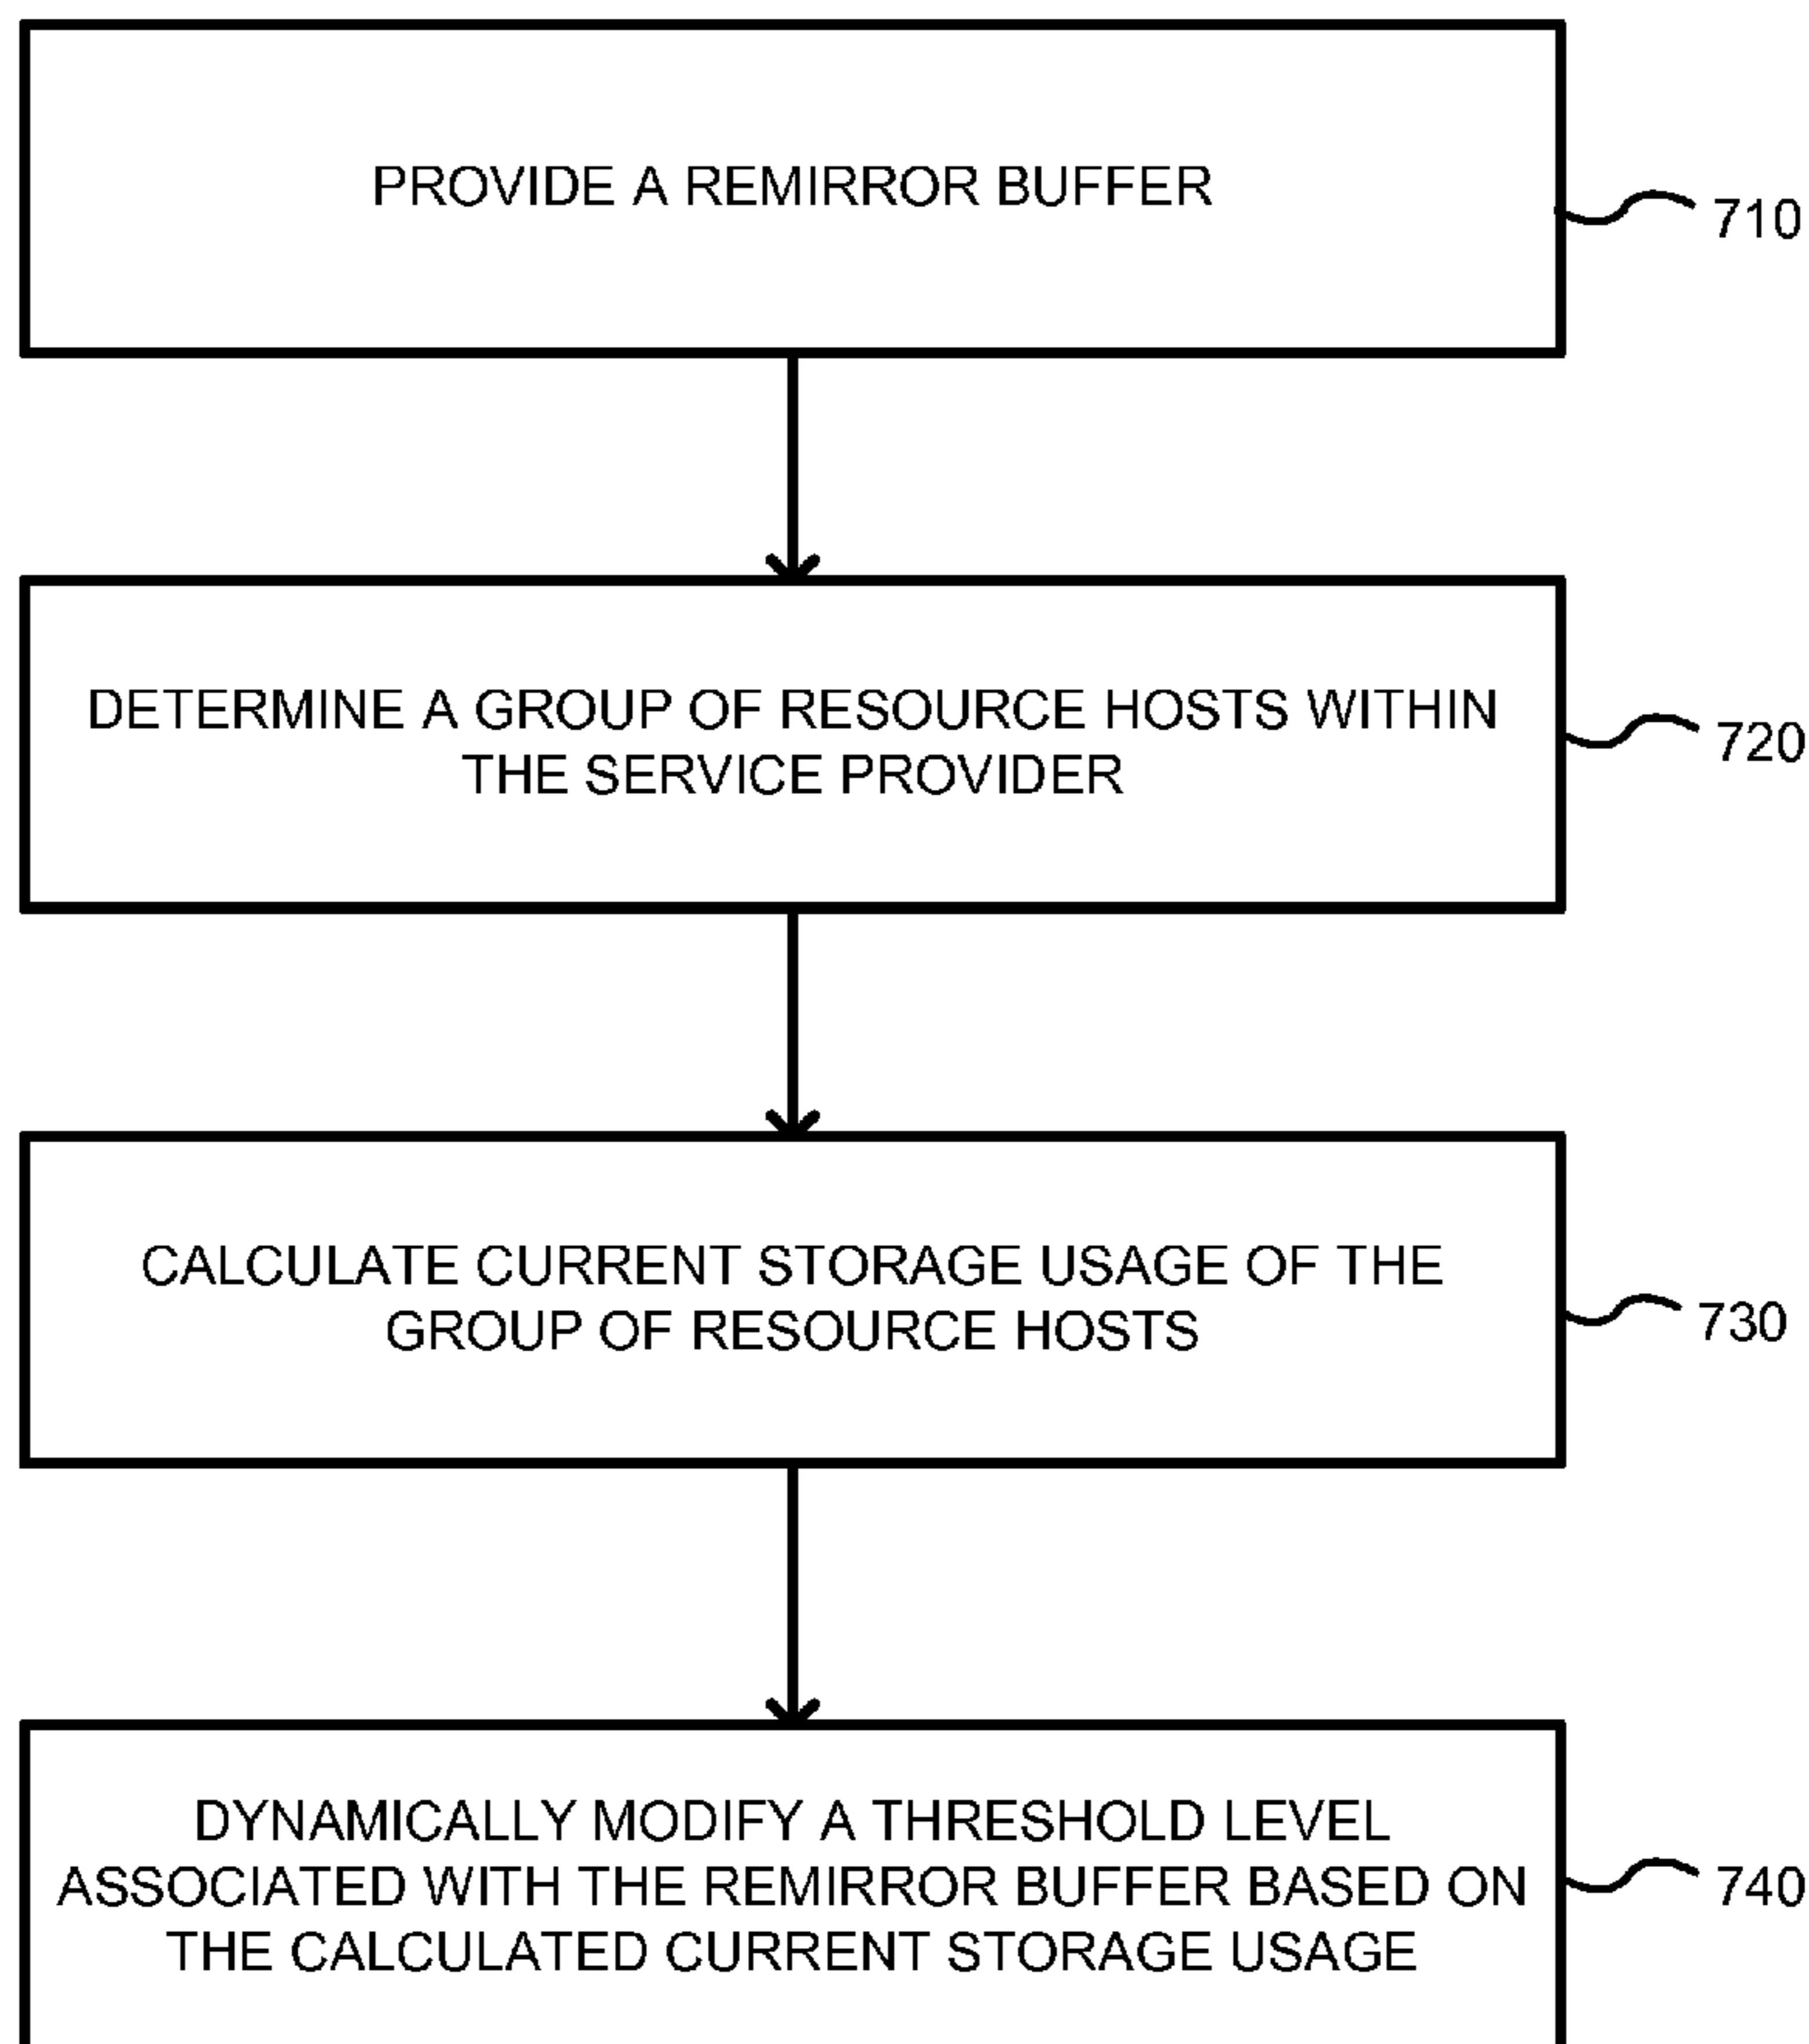 PROVIDE A REMIRROR BUFFER
710
DETERMINE A GROUP OF RESOURCE HOSTS WITHIN
THE SERVICE PROVIDER
720
CALCULATE CURRENT STORAGE USAGE OF THE
GROUP OF RESOURCE HOSTS
730
DYNAMICALLY MODIFY A THRESHOLD LEVEL
ASSOCIATED WITH THE REMIRROR BUFFER BASED ON
THE CALCULATED CURRENT STORAGE USAGE
740